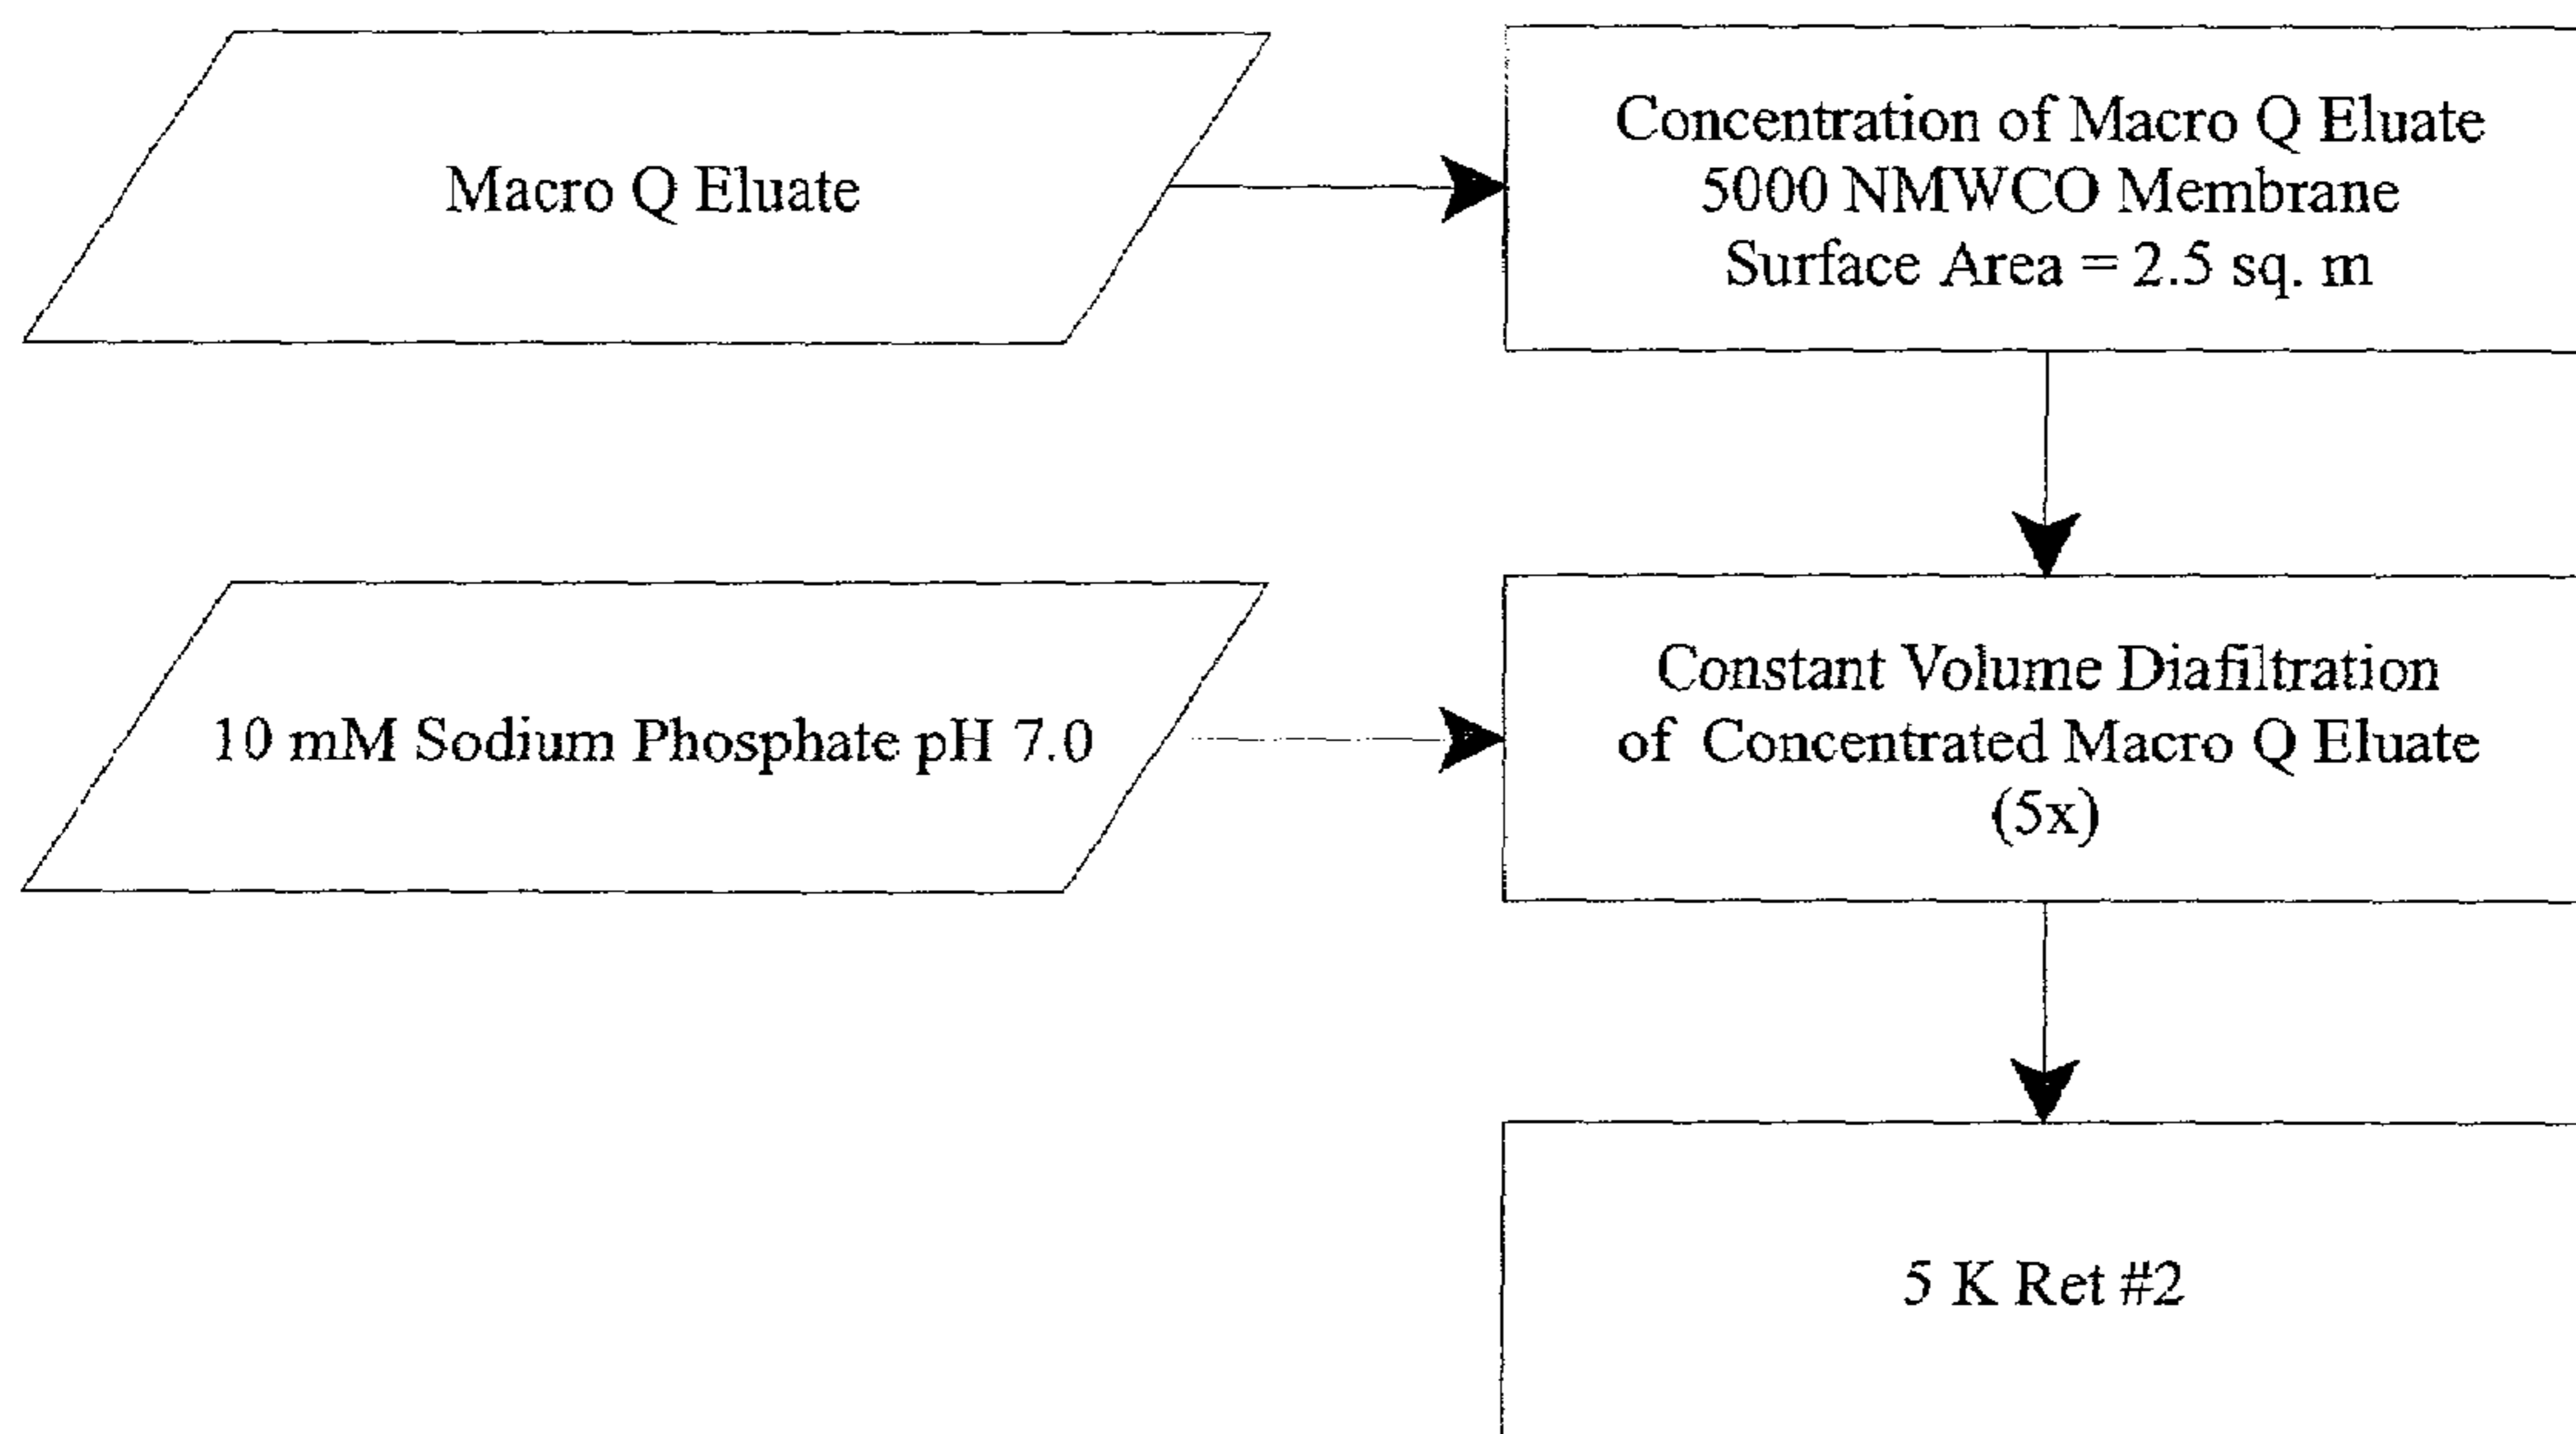 Macro Q Eluate
Concentration of Macro Q Eluate
5000 NMWCO Membrane
Surface Area = 2.5 sq. m
10 mM Sodium Phosphate pH 7.0
Constant Volume Diafiltration
of Concentrated Macro Q Eluate
(5x)
5 K Ret #2